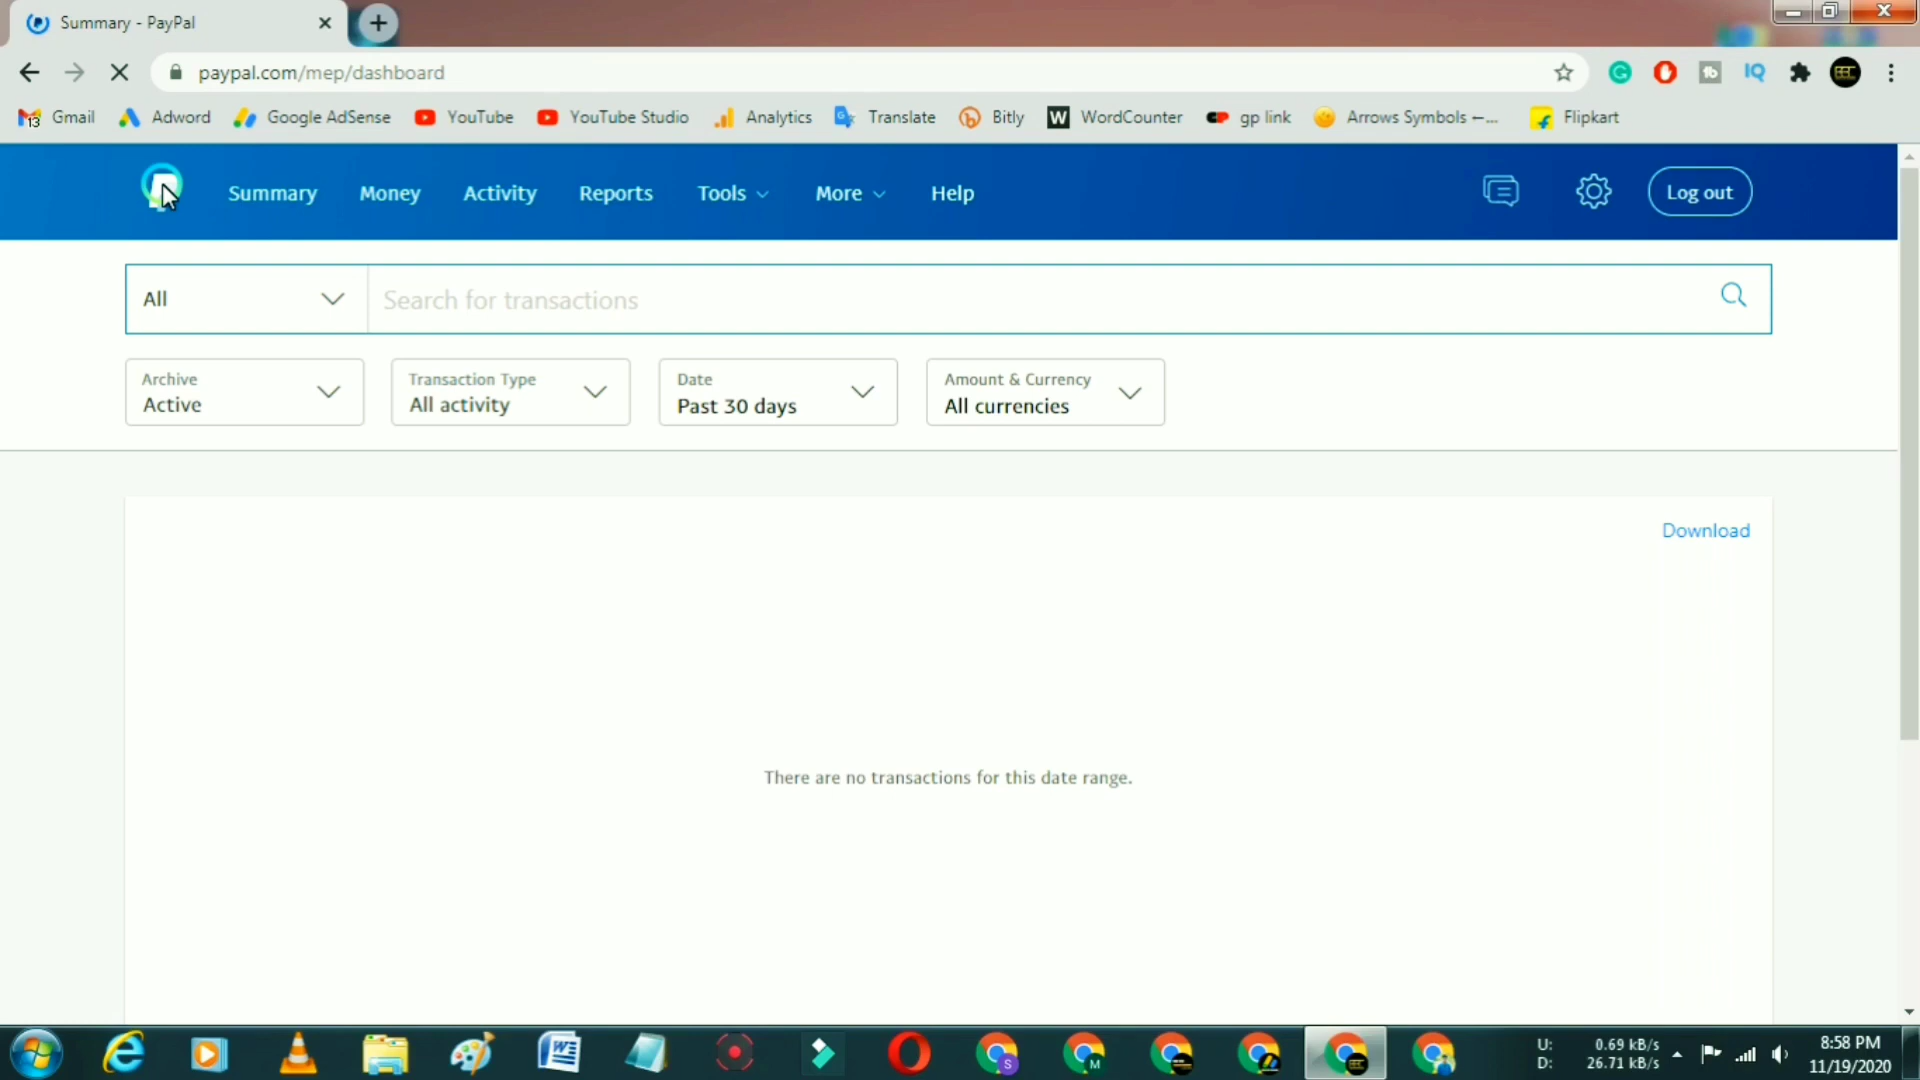 Summary - PayPal
paypal.com/mep/dashboard
IQ
13 Gmail Adword Google AdSense YouTube YouTube Studio Analytics Translate Bitly W WordCounter gp link Arrows Symbols ←... Flipkart
Summary Money Activity Reports Tools More Help Log out
All Search for transactions
Archive Transaction Type Date Amount & Currency
Active All activity Past 30 days All currencies
Download
There are no transactions for this date range.
S M
U: 0.69 kB/s
D: 26.71 kB/s
8:58 PM
11/19/2020